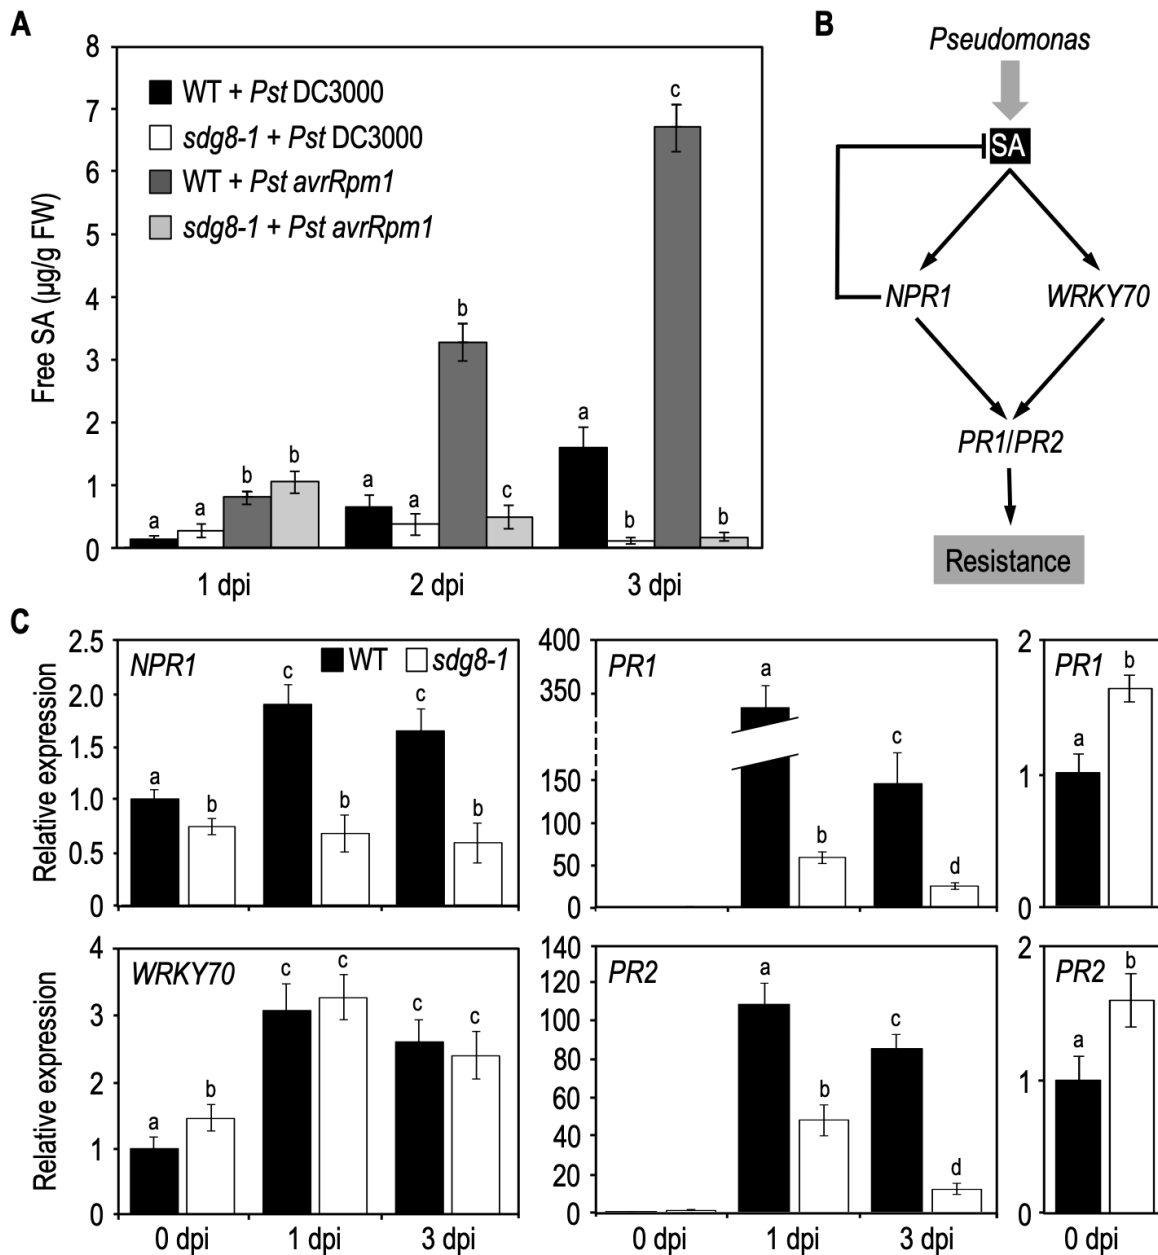 A
8
7
6
5
4
3
2
1
0
Free SA (µg/g FW)
WT + Pst DC3000
sdg8-1 + Pst DC3000
WT + Pst avrRpm1
sdg8-1 + Pst avrRpm1
a a b b
a a b c
a b c b
1 dpi 2 dpi 3 dpi
B
Pseudomonas
SA
NPR1 WRKY70
PR1/PR2
Resistance
C
Relative expression
2.5
2.0
1.5
1.0
0.5
0
NPR1
WT sdg8-1
a b c b c b
400
350
150
100
50
0
PR1
a b c d
2
1
0
PR1
a b
Relative expression
4
3
2
1
0
WRKY70
a b c c c c
0 dpi 1 dpi 3 dpi
140
120
100
80
60
40
20
0
PR2
a b c d
0 dpi 1 dpi 3 dpi
2
1
0
PR2
a b
0 dpi